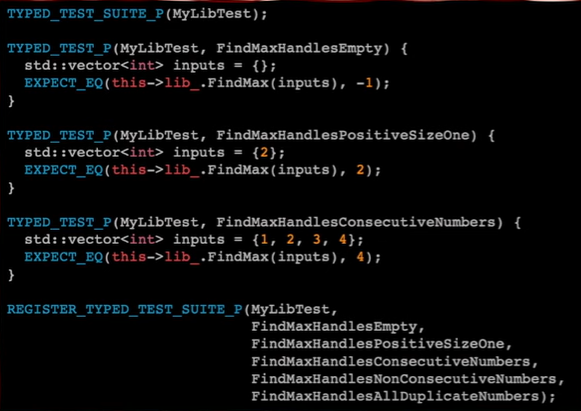 TYPED_TEST_SUITE_P(MyLibTest);
TYPED_TEST_P(MyLibTest, FindMaxHandlesEmpty) {
  std::vector<int> inputs = {};
  EXPECT_EQ(this->lib_.FindMax(inputs), -1);
}
TYPED_TEST_P(MyLibTest, FindMaxHandlesPositiveSizeOne) {
  std::vector<int> inputs = {2};
  EXPECT_EQ(this->lib_.FindMax(inputs), 2);
}
TYPED_TEST_P(MyLibTest, FindMaxHandlesConsecutiveNumbers) {
  std::vector<int> inputs = {1, 2, 3, 4};
  EXPECT_EQ(this->lib_.FindMax(inputs), 4);
}
REGISTER_TYPED_TEST_SUITE_P(MyLibTest,
                            FindMaxHandlesEmpty,
                            FindMaxHandlesPositiveSizeOne,
                            FindMaxHandlesConsecutiveNumbers,
                            FindMaxHandlesNonConsecutiveNumbers,
                            FindMaxHandlesAllDuplicateNumbers);